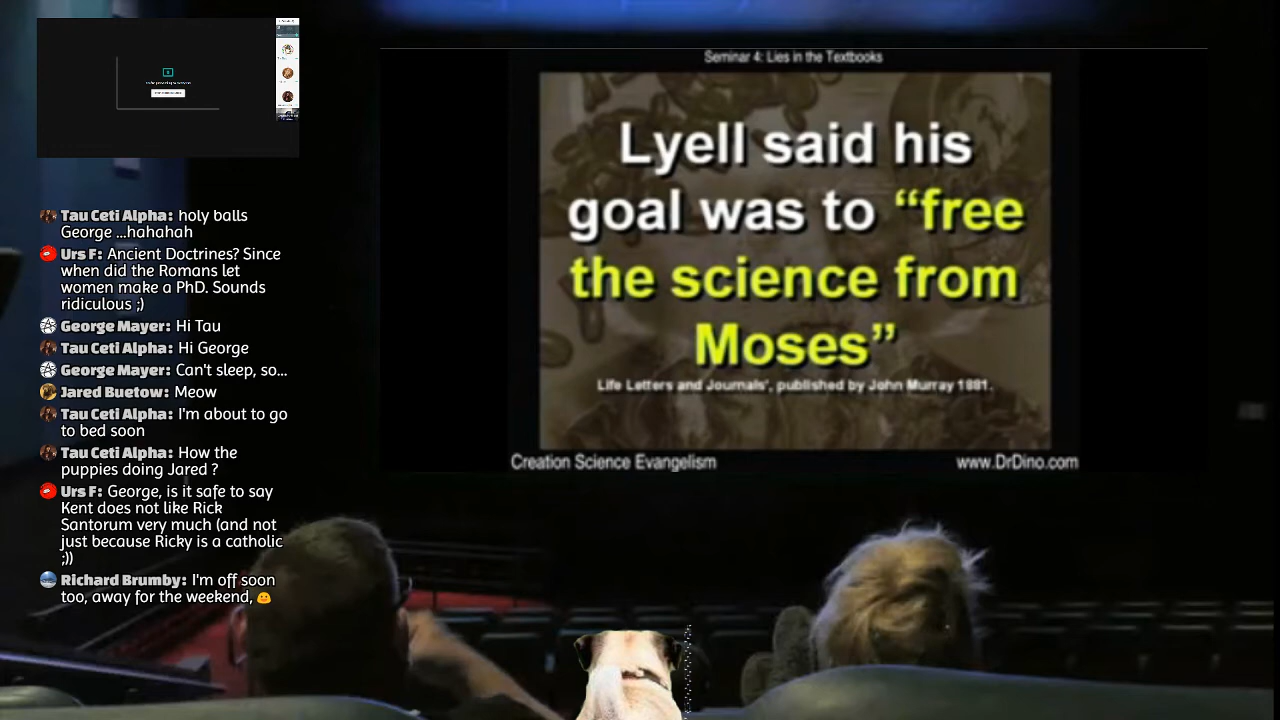 Seminar 4: Lies in the Textbooks
Lyell said his
goal was to “free
the science from
Moses”
Life Letters and Journals', published by John Murray 1881.
Creation Science Evangelism
www.DrDino.com
Tau Ceti Alpha: holy balls
George ...hahahah
Urs F: Ancient Doctrines? Since
when did the Romans let
women make a PhD. Sounds
ridiculous ;)
George Mayer: Hi Tau
Tau Ceti Alpha: Hi George
George Mayer: Can't sleep, so...
Jared Buetow: Meow
Tau Ceti Alpha: I'm about to go
to bed soon
Tau Ceti Alpha: How the
puppies doing Jared ?
Urs F: George, is it safe to say
Kent does not like Rick
Santorum very much (and not
just because Ricky is a catholic
;))
Richard Brumby: I'm off soon
too, away for the weekend,